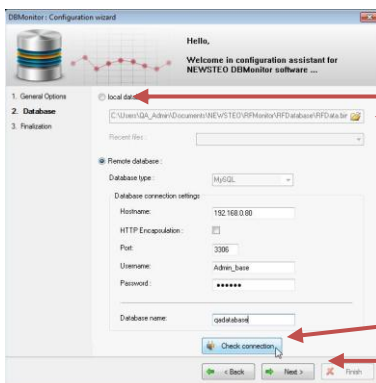 DBMonitor : Configuration wizard
Hello,
Welcome in configuration assistant for
NEWSTEO DBMonitor software ...
1. General Options
2. Database
3. Finalization
local data
C:\Users\QA_Admin\Documents\NEWSTEO\RFMonitor\RFDatabase\RFData.bir
Recent files :
Remote database :
Database type :
MySQL
Database connection settings
Hostname:
192.168.0.80
HTTP Encapsulation :
Port:
3306
Username:
Admin_base
Password :
••••••
Database name:
qadatabase
Check connection
< Back
Next >
Finish